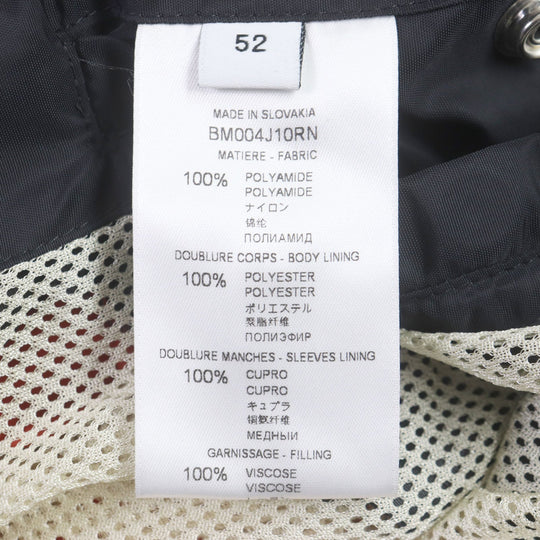 52
MADE IN SLOVAKIA
BM004J10RN
MATIERE - FABRIC
100% POLYAMIDE
POLYAMIDE
ナイロン
锦伦
ПОЛИАМИД
DOUBLURE CORPS - BODY LINING
100% POLYESTER
POLYESTER
ポリエステル
聚脂纤维
ПОЛИЭФИР
DOUBLURE MANCHES - SLEEVES LINING
100% CUPRO
CUPRO
キュプラ
铜氨纤维
МЕДНЫЙ
GARNISSAGE - FILLING
100% VISCOSE
VISCOSE